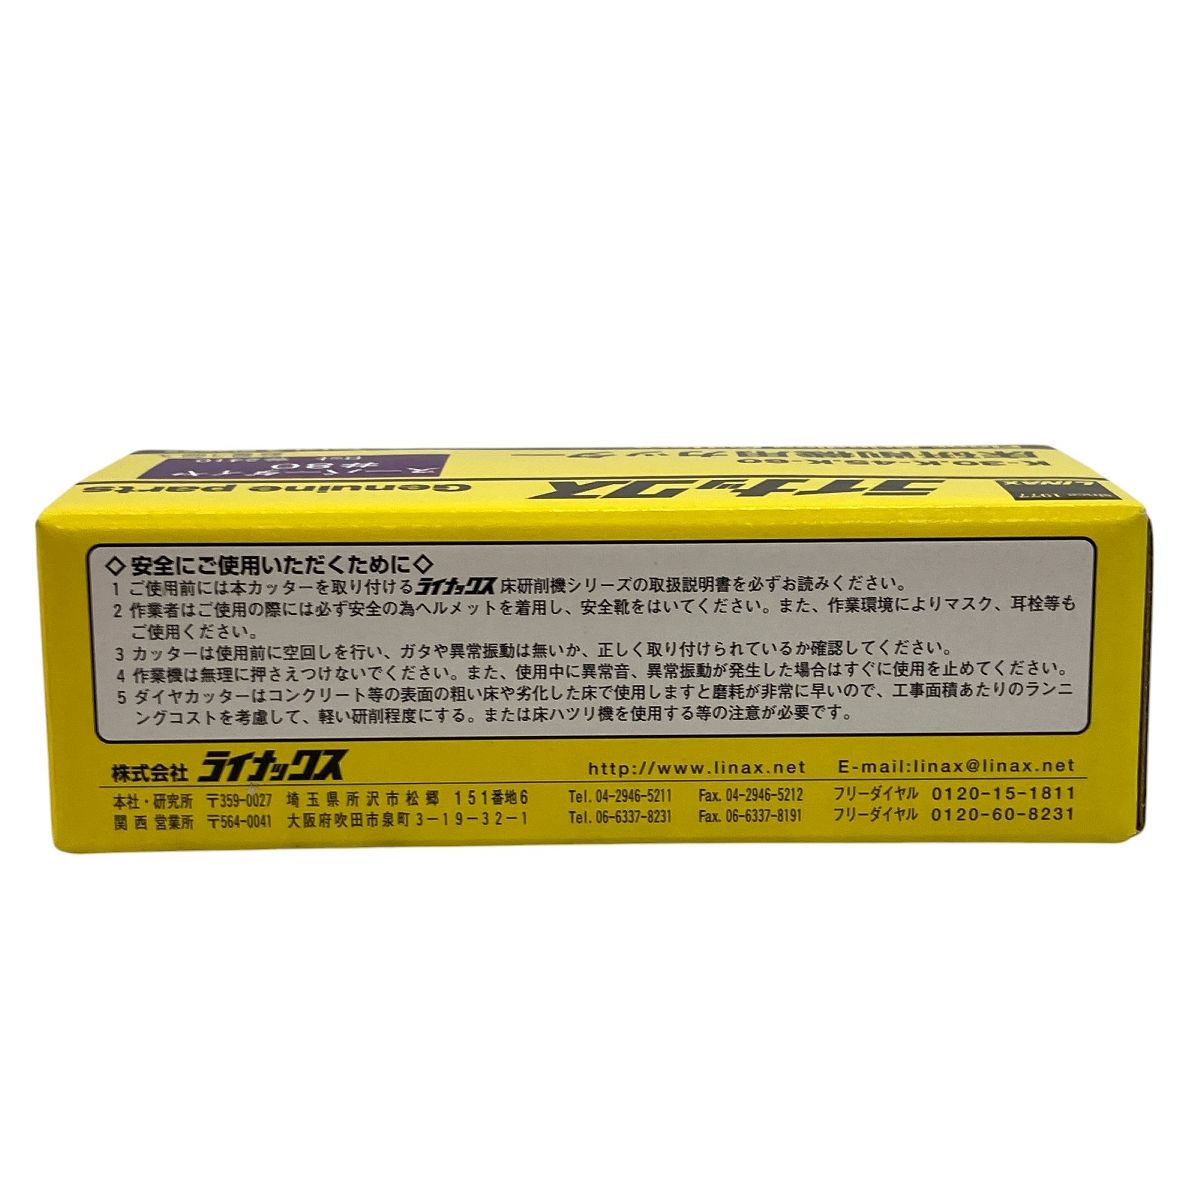 Genuine parts
#80
ライナックス
床研削機用カッター
K-30.K-45.K-60
LINAX
since 1977
◇安全にご使用いただくために◇
1 ご使用前には本カッターを取り付けるライナックス床研削機シリーズの取扱説明書を必ずお読みください。
2 作業者はご使用の際には必ず安全の為ヘルメットを着用し、安全靴をはいてください。また、作業環境によりマスク、耳栓等も
ご使用ください。
3 カッターは使用前に空回しを行い、ガタや異常振動は無いか、正しく取り付けられているか確認してください。
4 作業機は無理に押さえつけないでください。また、使用中に異常音、異常振動が発生した場合はすぐに使用を止めてください。
5 ダイヤカッターはコンクリート等の表面の粗い床や劣化した床で使用しますと磨耗が非常に早いので、工事面積あたりのランニ
ングコストを考慮して、軽い研削程度にする。または床ハツリ機を使用する等の注意が必要です。
株式会社 ライナックス http://www.linax.net E-mail:linax@linax.net
本社・研究所 〒359-0027 埼玉県所沢市松郷 151番地6 Tel. 04-2946-5211 Fax. 04-2946-5212 フリーダイヤル 0120-15-1811
関西営業所 〒564-0041 大阪府吹田市泉町3-19-32-1 Tel. 06-6337-8231 Fax. 06-6337-8191 フリーダイヤル 0120-60-8231